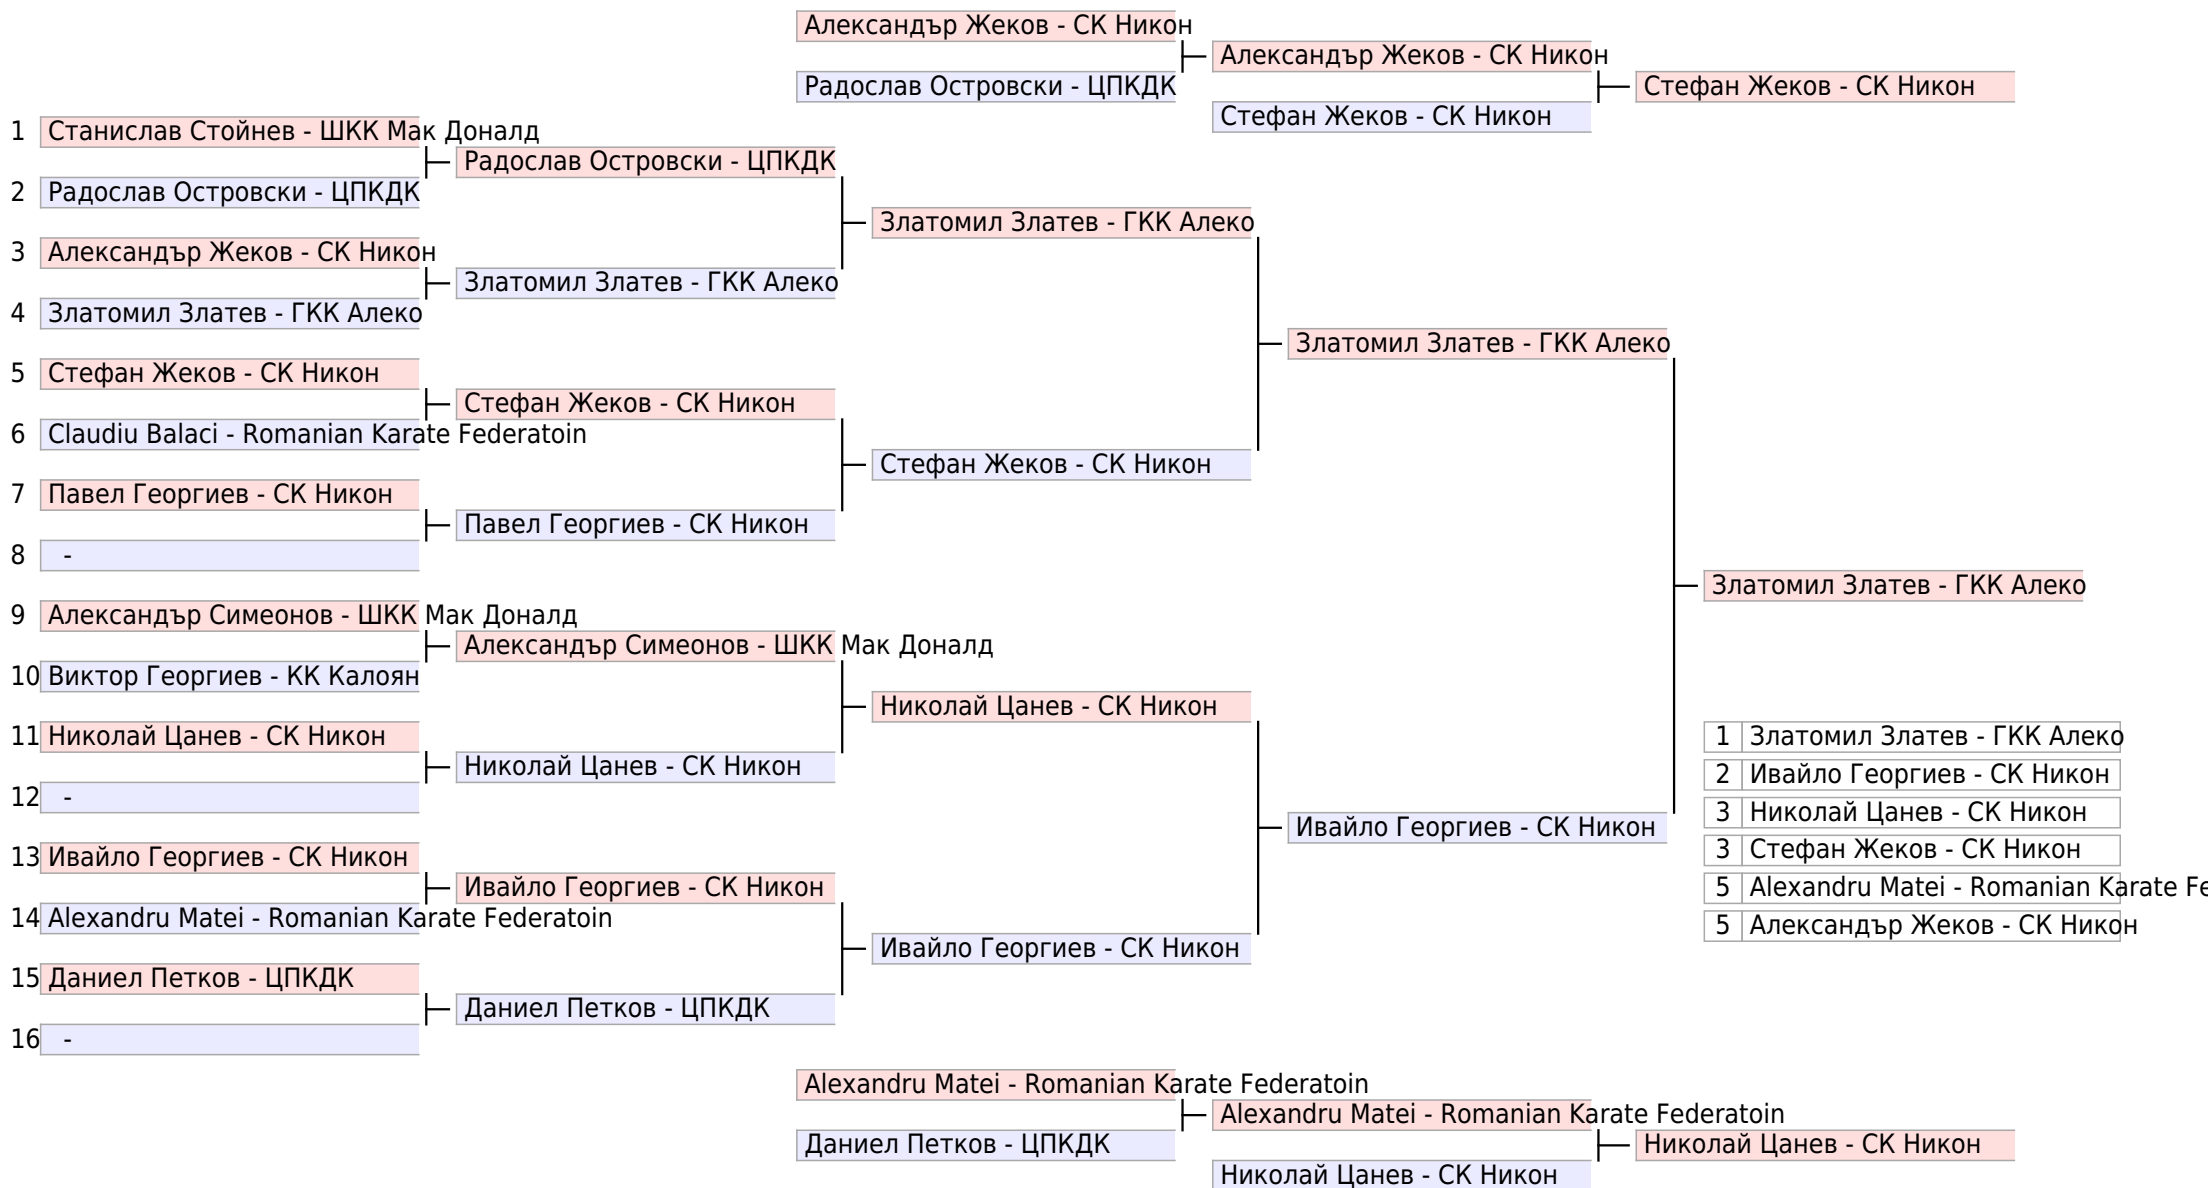 Александър Жеков - СК Никон
Александър Жеков - СК Никон
Радослав Островски - ЦПКДК
Стефан Жеков - СК Никон
Стефан Жеков - СК Никон
1 Станислав Стойнев - ШКК Мак Доналд
Радослав Островски - ЦПКДК
2 Радослав Островски - ЦПКДК
Златомил Златев - ГКК Алеко
3 Александър Жеков - СК Никон
Златомил Златев - ГКК Алеко
4 Златомил Златев - ГКК Алеко
Златомил Златев - ГКК Алеко
5 Стефан Жеков - СК Никон
Стефан Жеков - СК Никон
6 Claudiu Balaci - Romanian Karate Federatoin
Стефан Жеков - СК Никон
7 Павел Георгиев - СК Никон
Павел Георгиев - СК Никон
8 -
Златомил Златев - ГКК Алеко
9 Александър Симеонов - ШКК Мак Доналд
Александър Симеонов - ШКК Мак Доналд
10 Виктор Георгиев - КК Калоян
Николай Цанев - СК Никон
11 Николай Цанев - СК Никон
Николай Цанев - СК Никон
12 -
Ивайло Георгиев - СК Никон
13 Ивайло Георгиев - СК Никон
Ивайло Георгиев - СК Никон
14 Alexandru Matei - Romanian Karate Federatoin
Ивайло Георгиев - СК Никон
15 Даниел Петков - ЦПКДК
Даниел Петков - ЦПКДК
16 -
1 Златомил Златев - ГКК Алеко
2 Ивайло Георгиев - СК Никон
3 Николай Цанев - СК Никон
3 Стефан Жеков - СК Никон
5 Alexandru Matei - Romanian Karate
5 Александър Жеков - СК Никон
Alexandru Matei - Romanian Karate Federatoin
Alexandru Matei - Romanian Karate Federatoin
Даниел Петков - ЦПКДК
Николай Цанев - СК Никон
Николай Цанев - СК Никон